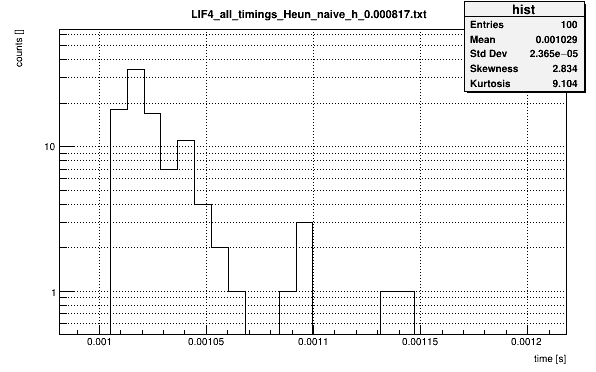 LIF4_all_timings_Heun_naive_h_0.000817.txt
hist
Entries 100
Mean 0.001029
Std Dev 2.365e−05
Skewness 2.834
Kurtosis 9.104
counts []
10
1
0.001 0.00105 0.0011 0.00115 0.0012
time [s]